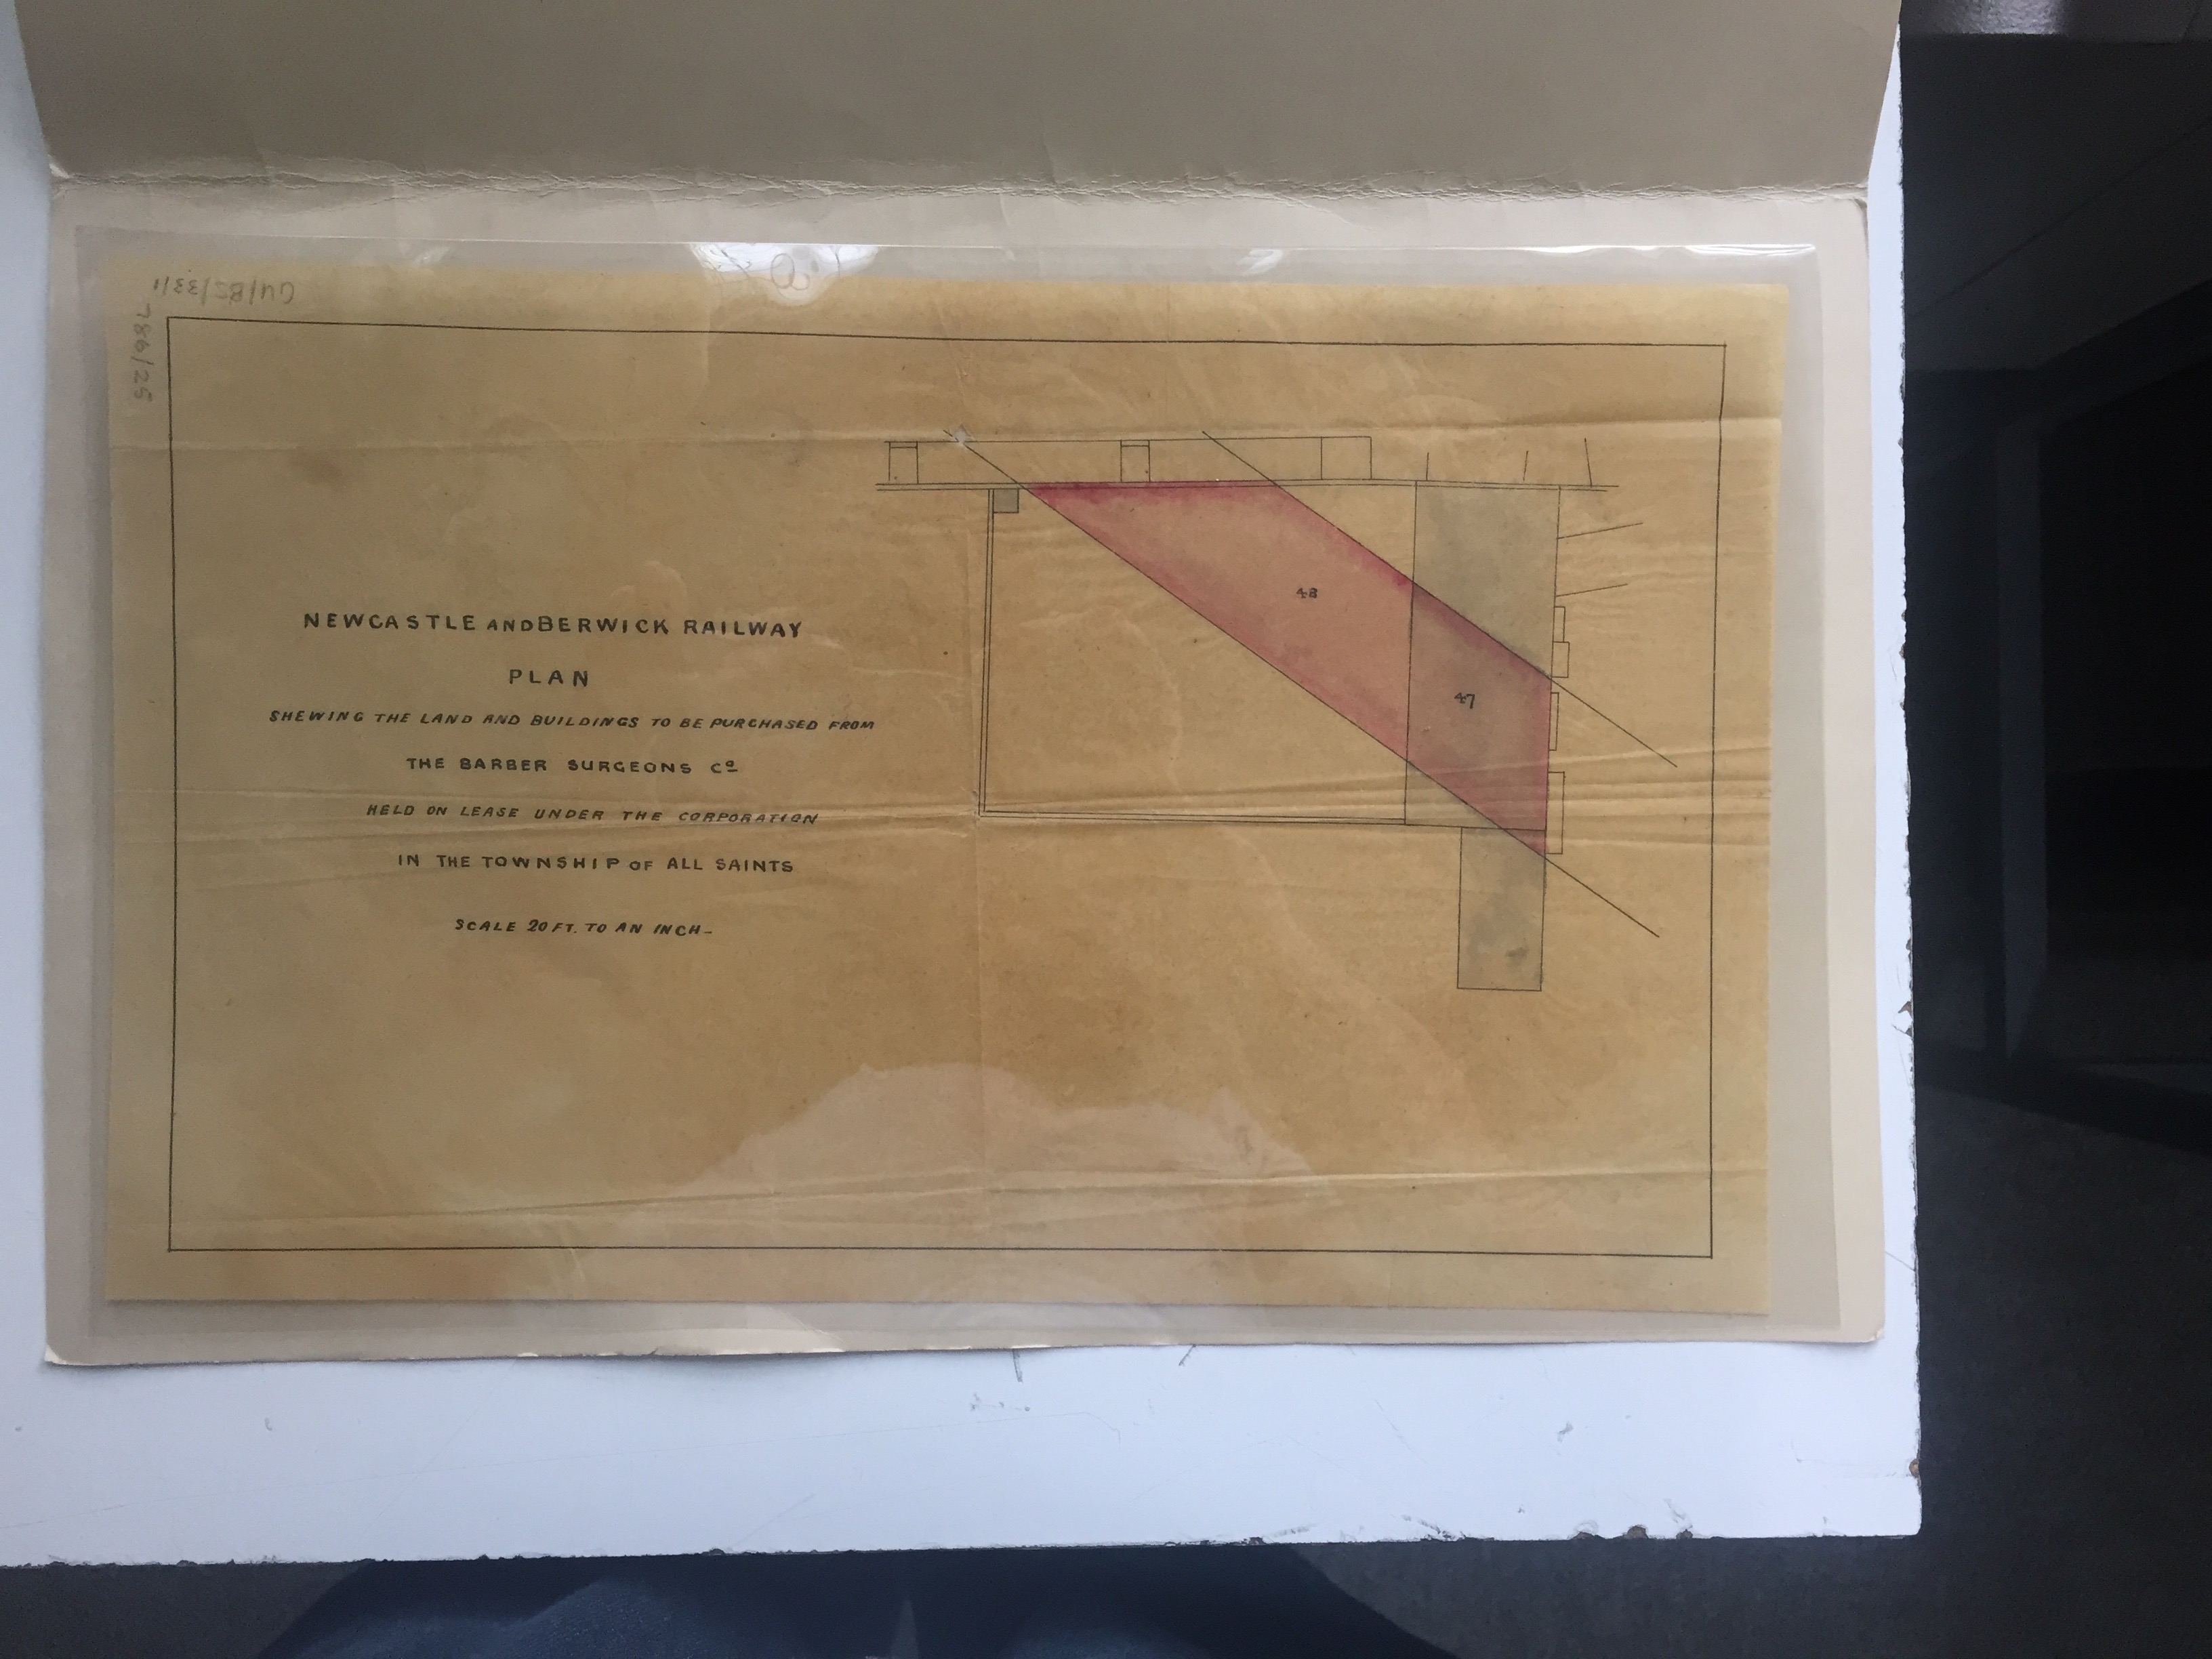 GU/BS/33/1
786/25
NEWCASTLE AND BERWICK RAILWAY
PLAN
SHEWING THE LAND AND BUILDINGS TO BE PURCHASED FROM
THE BARBER SURGEONS Cº
HELD ON LEASE UNDER THE CORPORATION
IN THE TOWNSHIP OF ALL SAINTS
SCALE 20 FT. TO AN INCH-
48
47